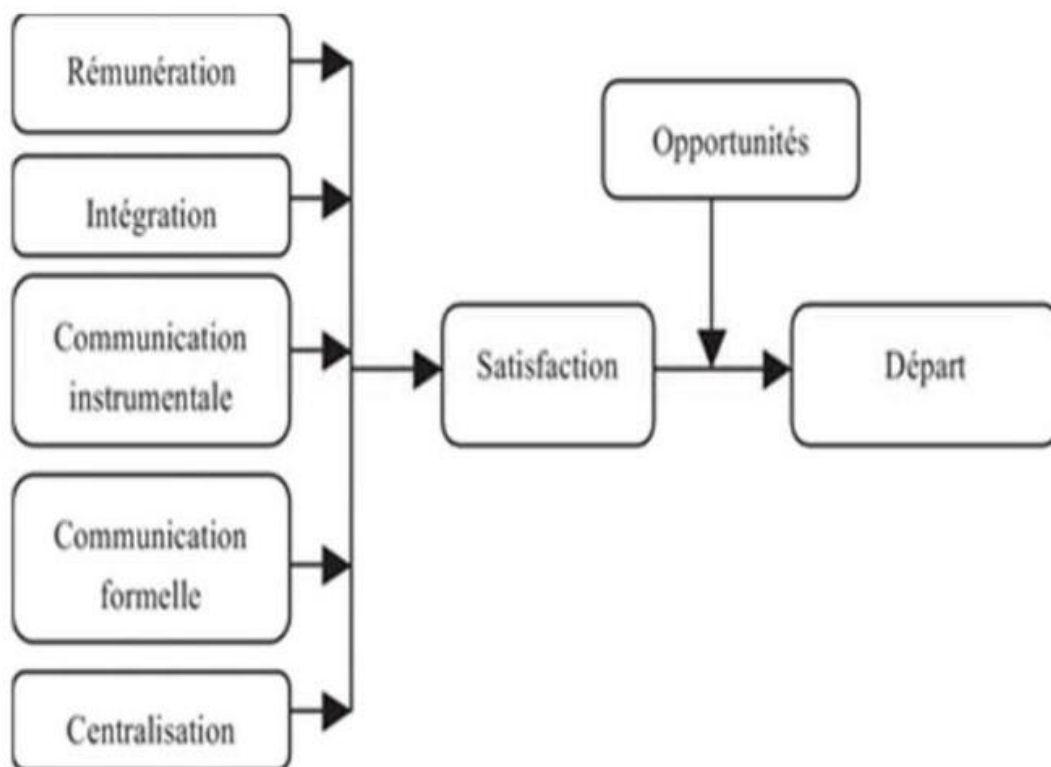 Rémunération
Intégration
Communication
instrumentale
Communication
formelle
Centralisation
Opportunités
Satisfaction
Départ